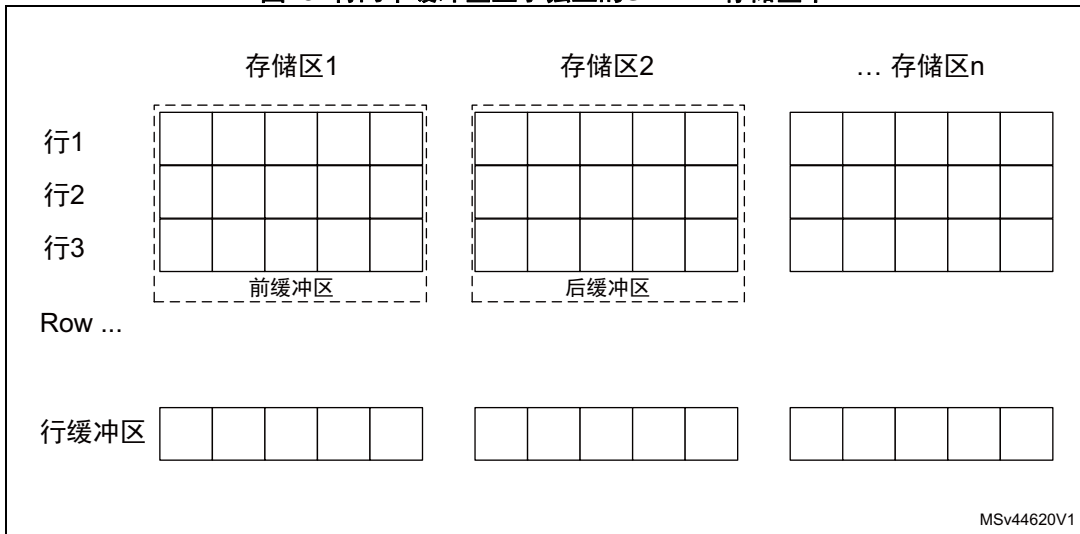 存储区1 存储区2 … 存储区n
行1
行2
行3
前缓冲区 后缓冲区
Row ...
行缓冲区
MSv44620V1